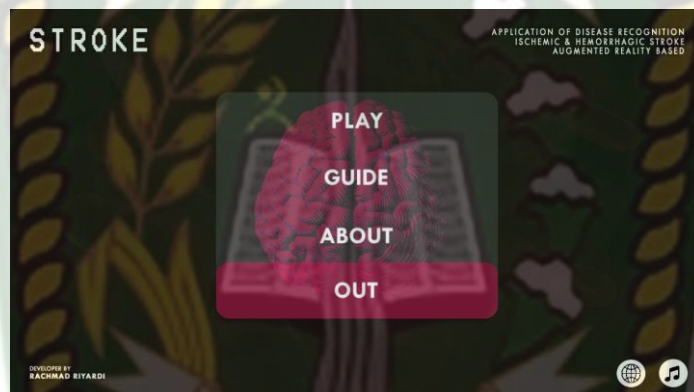 STROKE
APPLICATION OF DISEASE RECOGNITION
ISCHEMIC & HEMORRHAGIC STROKE
AUGMENTED REALITY BASED
PLAY
GUIDE
ABOUT
OUT
DEVELOPER BY
RACHMAD RIYARDI